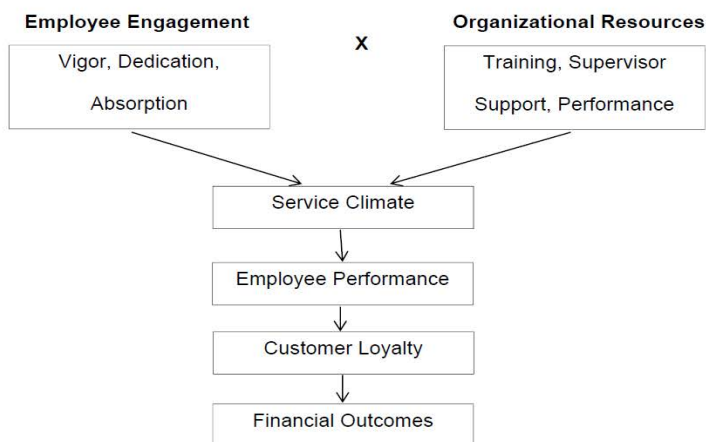 Employee Engagement
X
Organizational Resources
Vigor, Dedication,
Absorption
Training, Supervisor
Support, Performance
Service Climate
Employee Performance
Customer Loyalty
Financial Outcomes